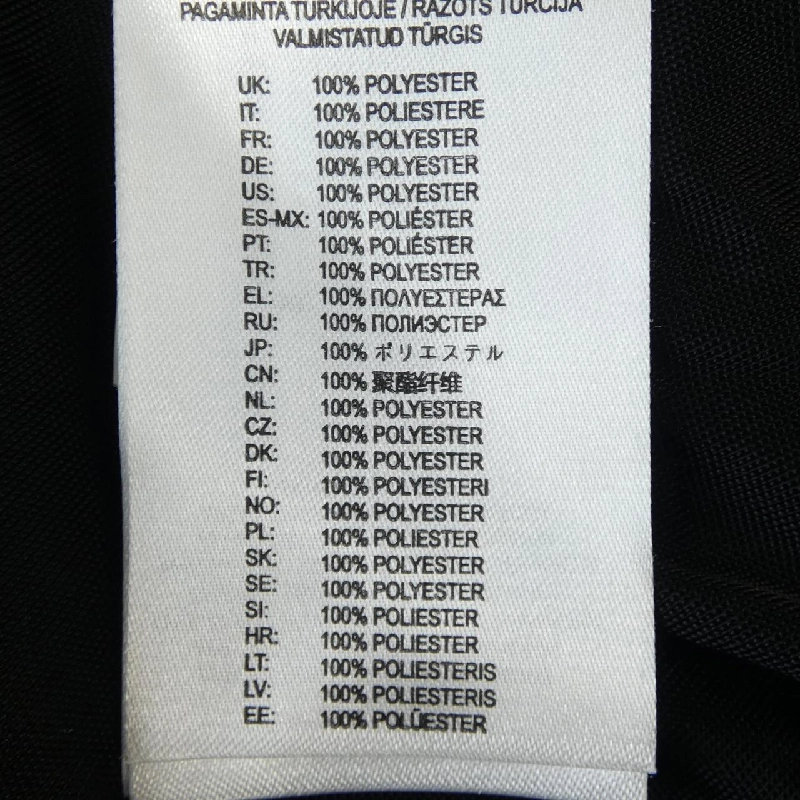 PAGAMINTA TURKIJOJE / RAŽOTS TURCIJĀ
VALMISTATUD TÜRGIS
UK: 100% POLYESTER
IT: 100% POLIESTERE
FR: 100% POLYESTER
DE: 100% POLYESTER
US: 100% POLYESTER
ES-MX: 100% POLIÉSTER
PT: 100% POLIÉSTER
TR: 100% POLYESTER
EL: 100% ΠΟΛΥΕΣΤΕΡΑΣ
RU: 100% ПОЛИЭСТЕР
JP: 100% ポリエステル
CN: 100% 聚酯纤维
NL: 100% POLYESTER
CZ: 100% POLYESTER
DK: 100% POLYESTER
FI: 100% POLYESTERI
NO: 100% POLYESTER
PL: 100% POLIESTER
SK: 100% POLYESTER
SE: 100% POLYESTER
SI: 100% POLIESTER
HR: 100% POLIESTER
LT: 100% POLIESTERIS
LV: 100% POLIESTERIS
EE: 100% POLÜESTER